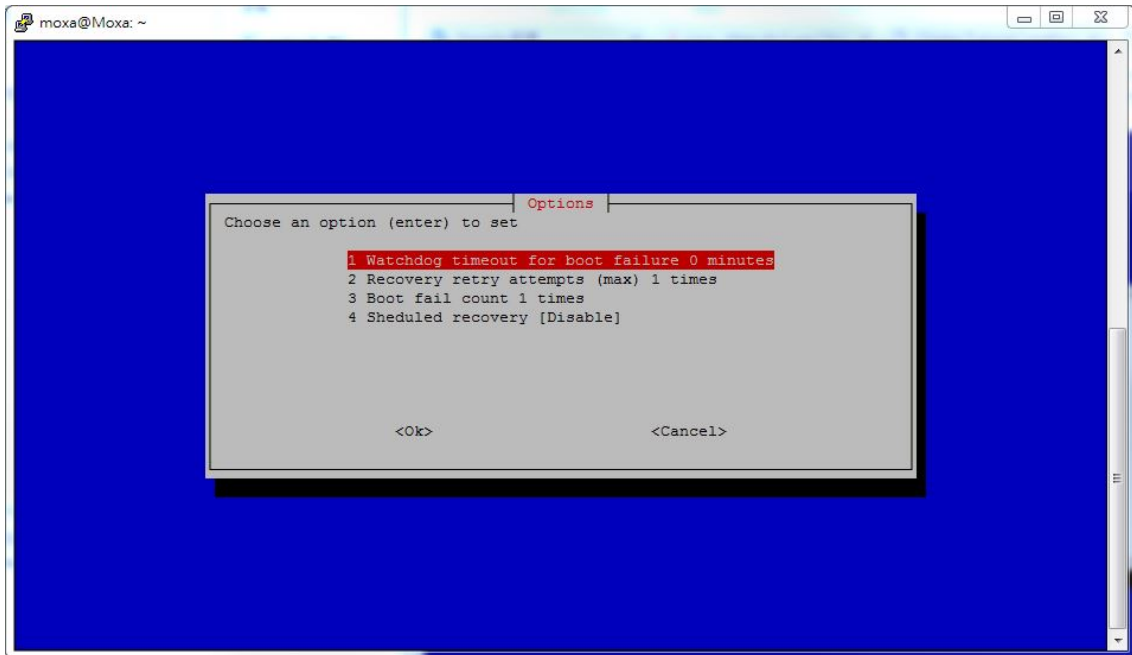 moxa@Moxa: ~
Options
Choose an option (enter) to set
1 Watchdog timeout for boot failure 0 minutes
2 Recovery retry attempts (max) 1 times
3 Boot fail count 1 times
4 Sheduled recovery [Disable]
<Ok> <Cancel>